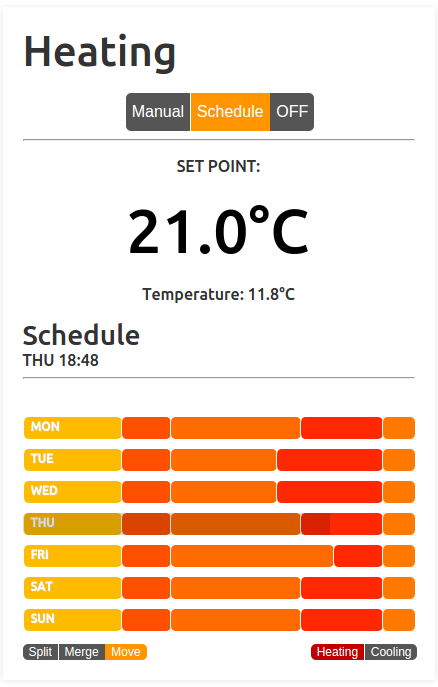 Heating
Manual Schedule OFF
SET POINT:
21.0°C
Temperature: 11.8°C
Schedule
THU 18:48
MON
TUE
WED
THU
FRI
SAT
SUN
Split Merge Move Heating Cooling